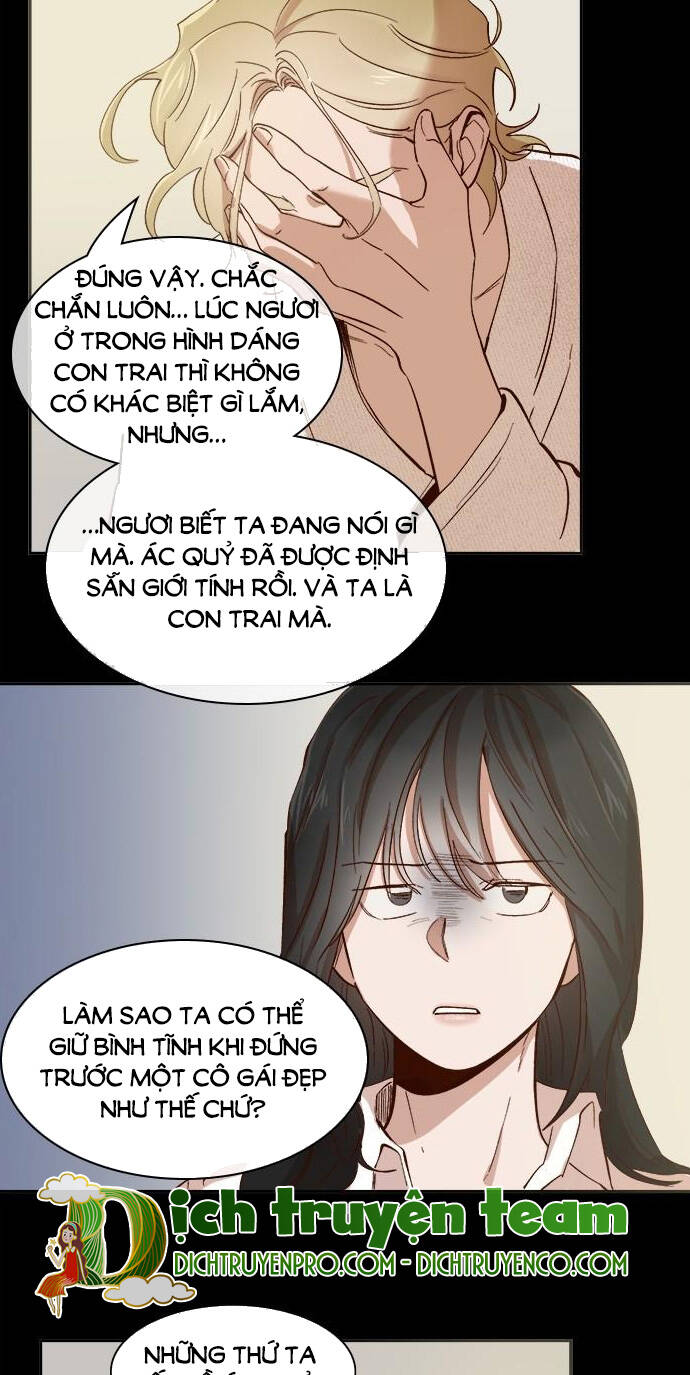 ĐÚNG VẬY. CHẮC
CHẮN LUÔN... LÚC NGƯƠI
Ở TRONG HÌNH DÁNG
CON TRAI THÌ KHÔNG
CÓ KHÁC BIỆT GÌ LẮM,
NHƯNG...
...NGƯƠI BIẾT TA ĐANG NÓI GÌ
MÀ. ÁC QUỶ ĐÃ ĐƯỢC ĐỊNH
SẴN GIỚI TÍNH RỒI. VÀ TA LÀ
CON TRAI MÀ.
LÀM SAO TA CÓ THỂ
GIỮ BÌNH TĨNH KHI ĐỨNG
TRƯỚC MỘT CÔ GÁI ĐẸP
NHƯ THẾ CHỨ?
Dịch truyện team
DICHTRUYENPRO.COM - DICHTRUYENCO.COM
NHỮNG THỨ TA